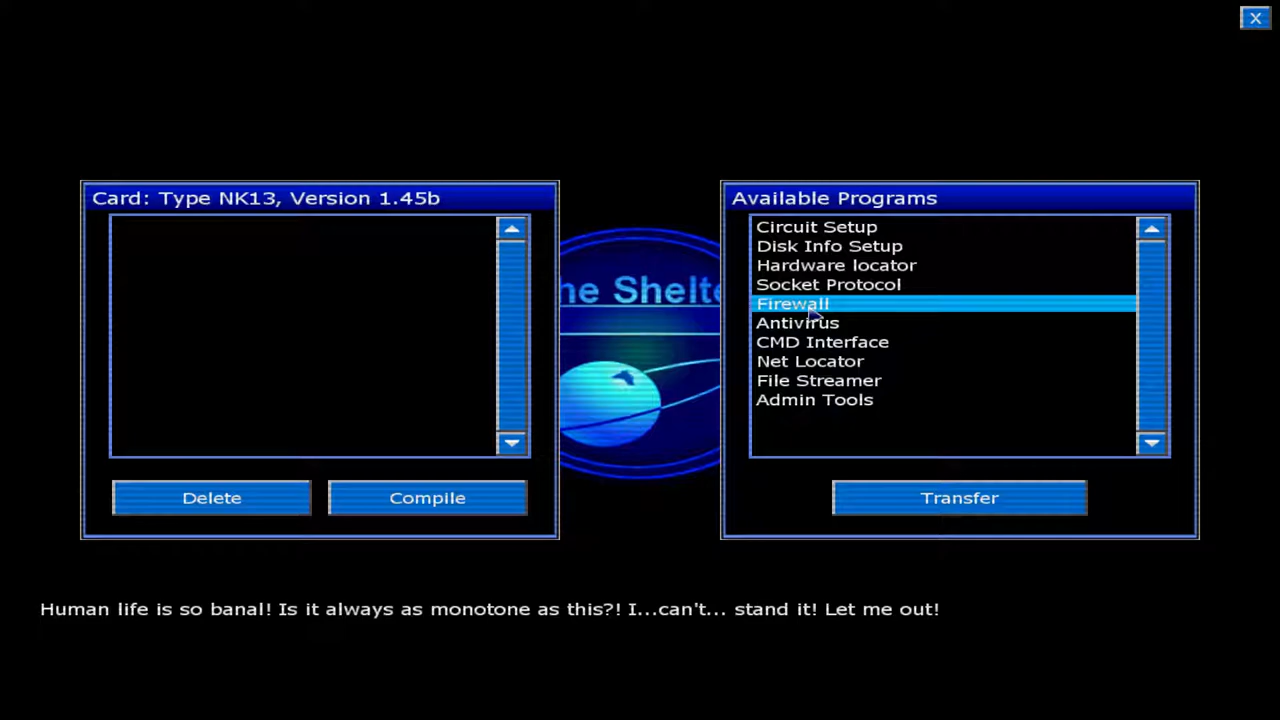 X
Card: Type NK13, Version 1.45b
Available Programs
Circuit Setup
Disk Info Setup
Hardware locator
Socket Protocol
Firewall
Antivirus
CMD Interface
Net Locator
File Streamer
Admin Tools
he Shelte
Delete
Compile
Transfer
Human life is so banal! Is it always as monotone as this?! I...can't... stand it! Let me out!